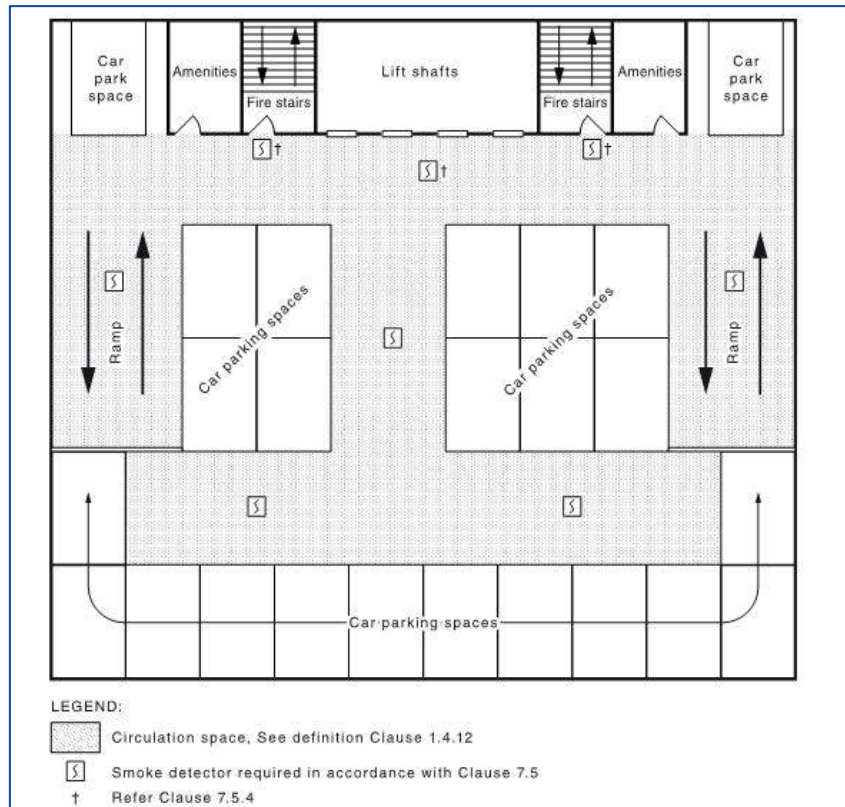 Car
park
space
Amenities
Fire stairs
Lift shafts
Fire stairs
Amenities
Car
park
space
†
†
†
Ramp
Car parking spaces
Car parking spaces
Ramp
Car parking spaces
LEGEND:
Circulation space, See definition Clause 1.4.12
Smoke detector required in accordance with Clause 7.5
† Refer Clause 7.5.4